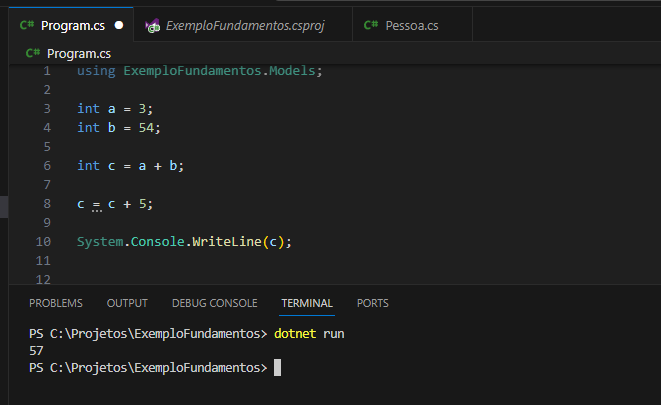 C# Program.cs ExemploFundamentos.csproj C# Pessoa.cs
C# Program.cs
1 using ExemploFundamentos.Models;
2
3 int a = 3;
4 int b = 54;
5
6 int c = a + b;
7
8 c = c + 5;
9
10 System.Console.WriteLine(c);
11
12
PROBLEMS OUTPUT DEBUG CONSOLE TERMINAL PORTS
PS C:\Projetos\ExemploFundamentos> dotnet run
57
PS C:\Projetos\ExemploFundamentos>